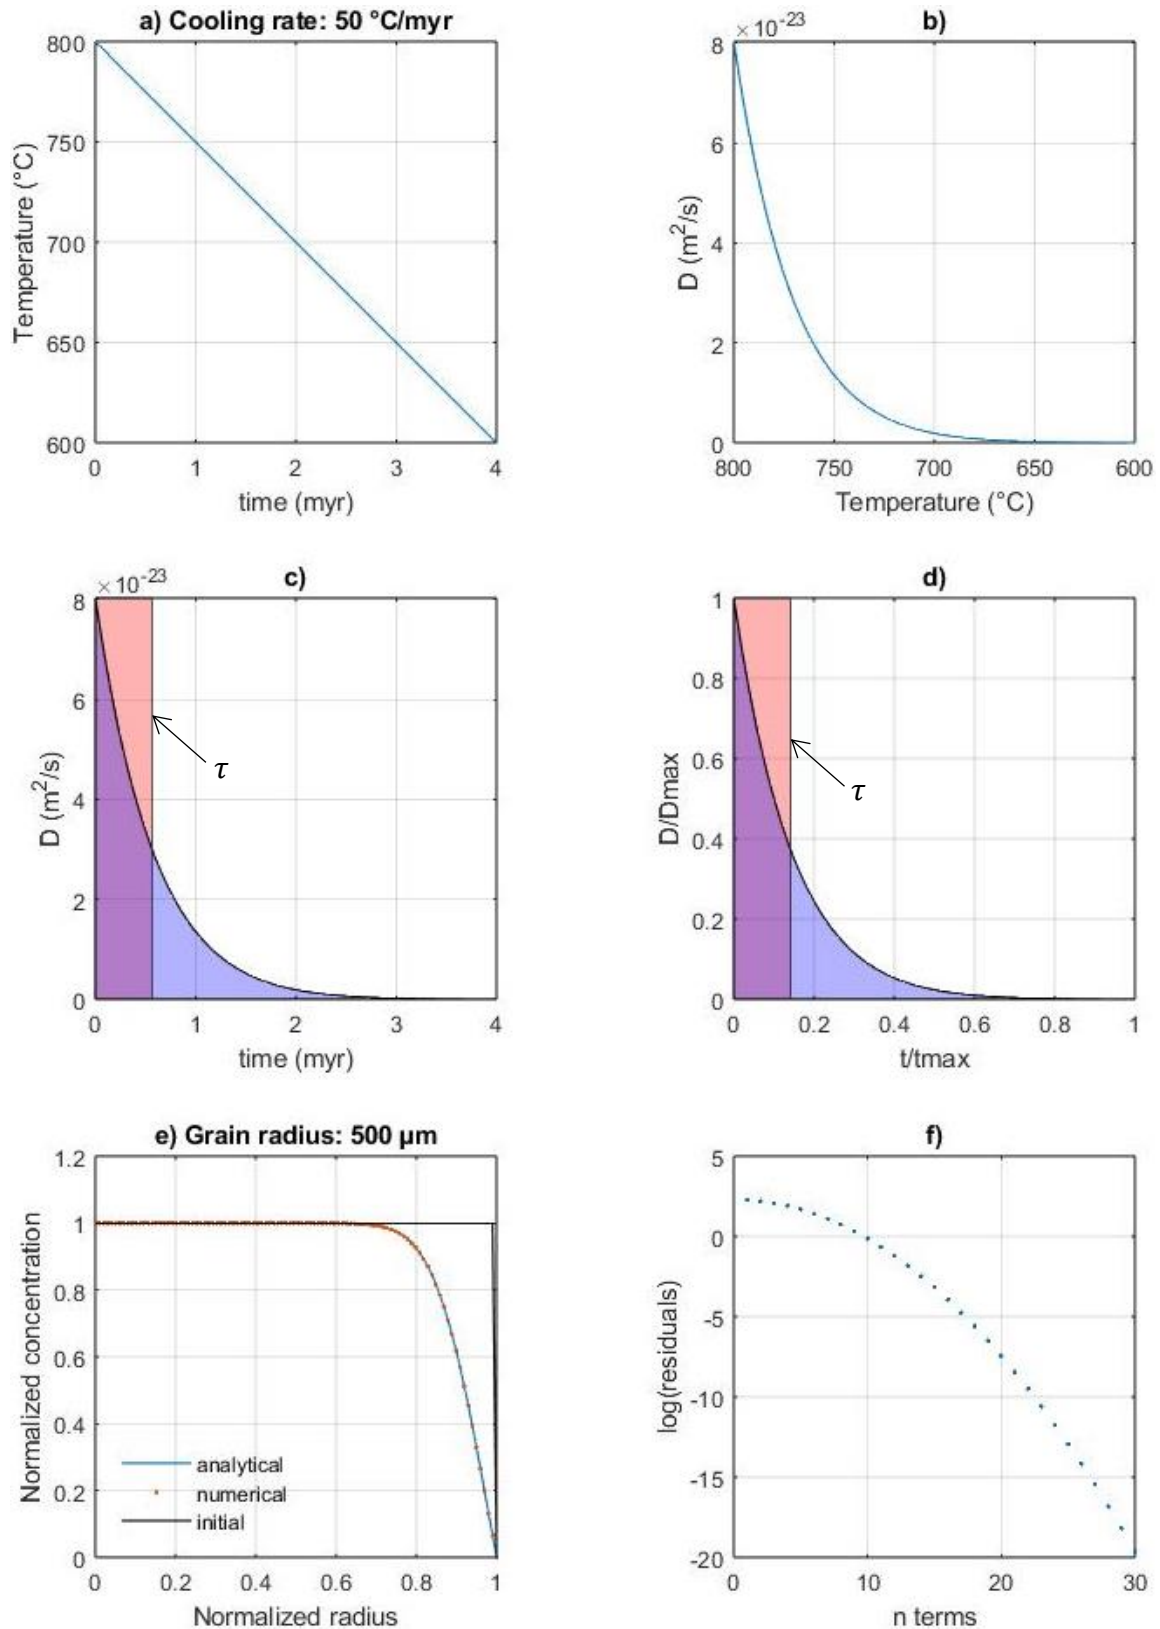 a) Cooling rate: 50 °C/myr
800
750
700
650
600
Temperature (°C)
0 1 2 3 4
time (myr)
b)
×10-23
8
6
4
2
0
D (m2/s)
800 750 700 650 600
Temperature (°C)
c)
×10-23
8
6
4
2
0
D (m2/s)
τ
0 1 2 3 4
time (myr)
d)
1
0.8
0.6
0.4
0.2
0
D/Dmax
τ
0 0.2 0.4 0.6 0.8 1
t/tmax
e) Grain radius: 500 μm
1.2
1
0.8
0.6
0.4
0.2
0
Normalized concentration
analytical
numerical
initial
0 0.2 0.4 0.6 0.8 1
Normalized radius
f)
5
0
-5
-10
-15
-20
log(residuals)
0 10 20 30
n terms